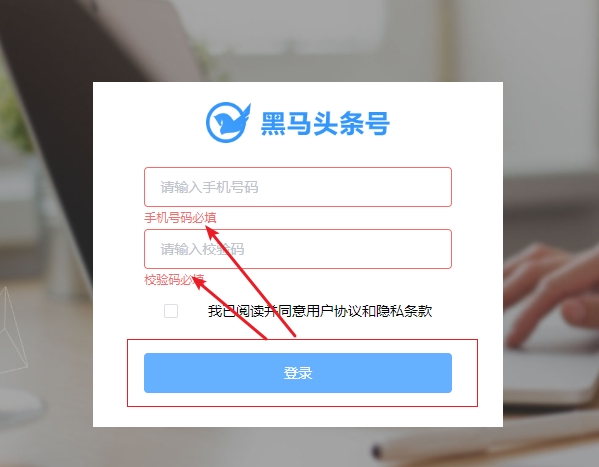 黑马头条号
请输入手机号码
手机号码必填
请输入校验码
校验码必填
我已阅读并同意用户协议和隐私条款
登录